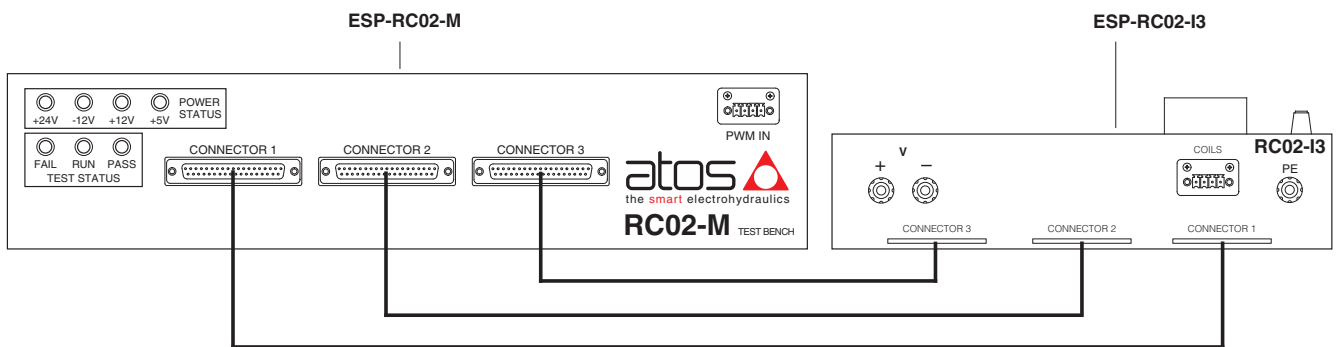 ESP-RC02-M
ESP-RC02-I3
+24V -12V +12V +5V
POWER
STATUS
FAIL RUN PASS
TEST STATUS
CONNECTOR 1
CONNECTOR 2
CONNECTOR 3
PWM IN
atos
the smart electrohydraulics
RC02-M TEST BENCH
V
+ −
COILS
RC02-I3
PE
CONNECTOR 3
CONNECTOR 2
CONNECTOR 1